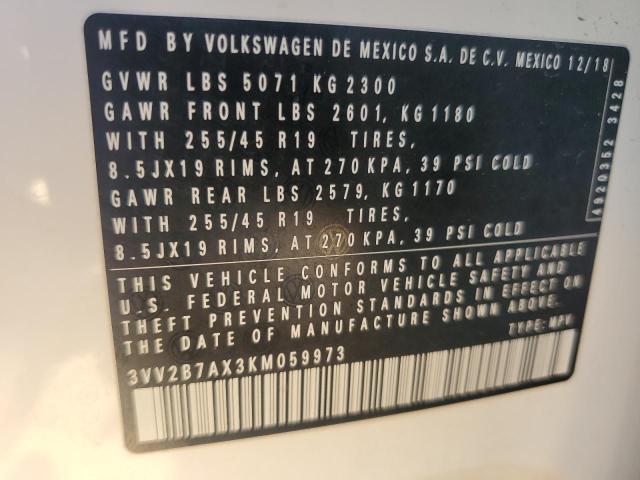 MFD BY VOLKSWAGEN DE MEXICO S.A. DE C.V. MEXICO 12/18
GVWR LBS 5071 KG 2300
GAWR FRONT LBS 2601, KG 1180
WITH 255/45 R19 TIRES,
8.5JX19 RIMS, AT 270 KPA, 39 PSI COLD
GAWR REAR LBS 2579, KG 1170
WITH 255/45 R19 TIRES,
8.5JX19 RIMS, AT 270 KPA, 39 PSI COLD
4920352 3428
THIS VEHICLE CONFORMS TO ALL APPLICABLE
U.S. FEDERAL MOTOR VEHICLE SAFETY AND
THEFT PREVENTION STANDARDS IN EFFECT ON
THE DATE OF MANUFACTURE SHOWN ABOVE.
TYPE: MPV
3VV2B7AX3KM059973